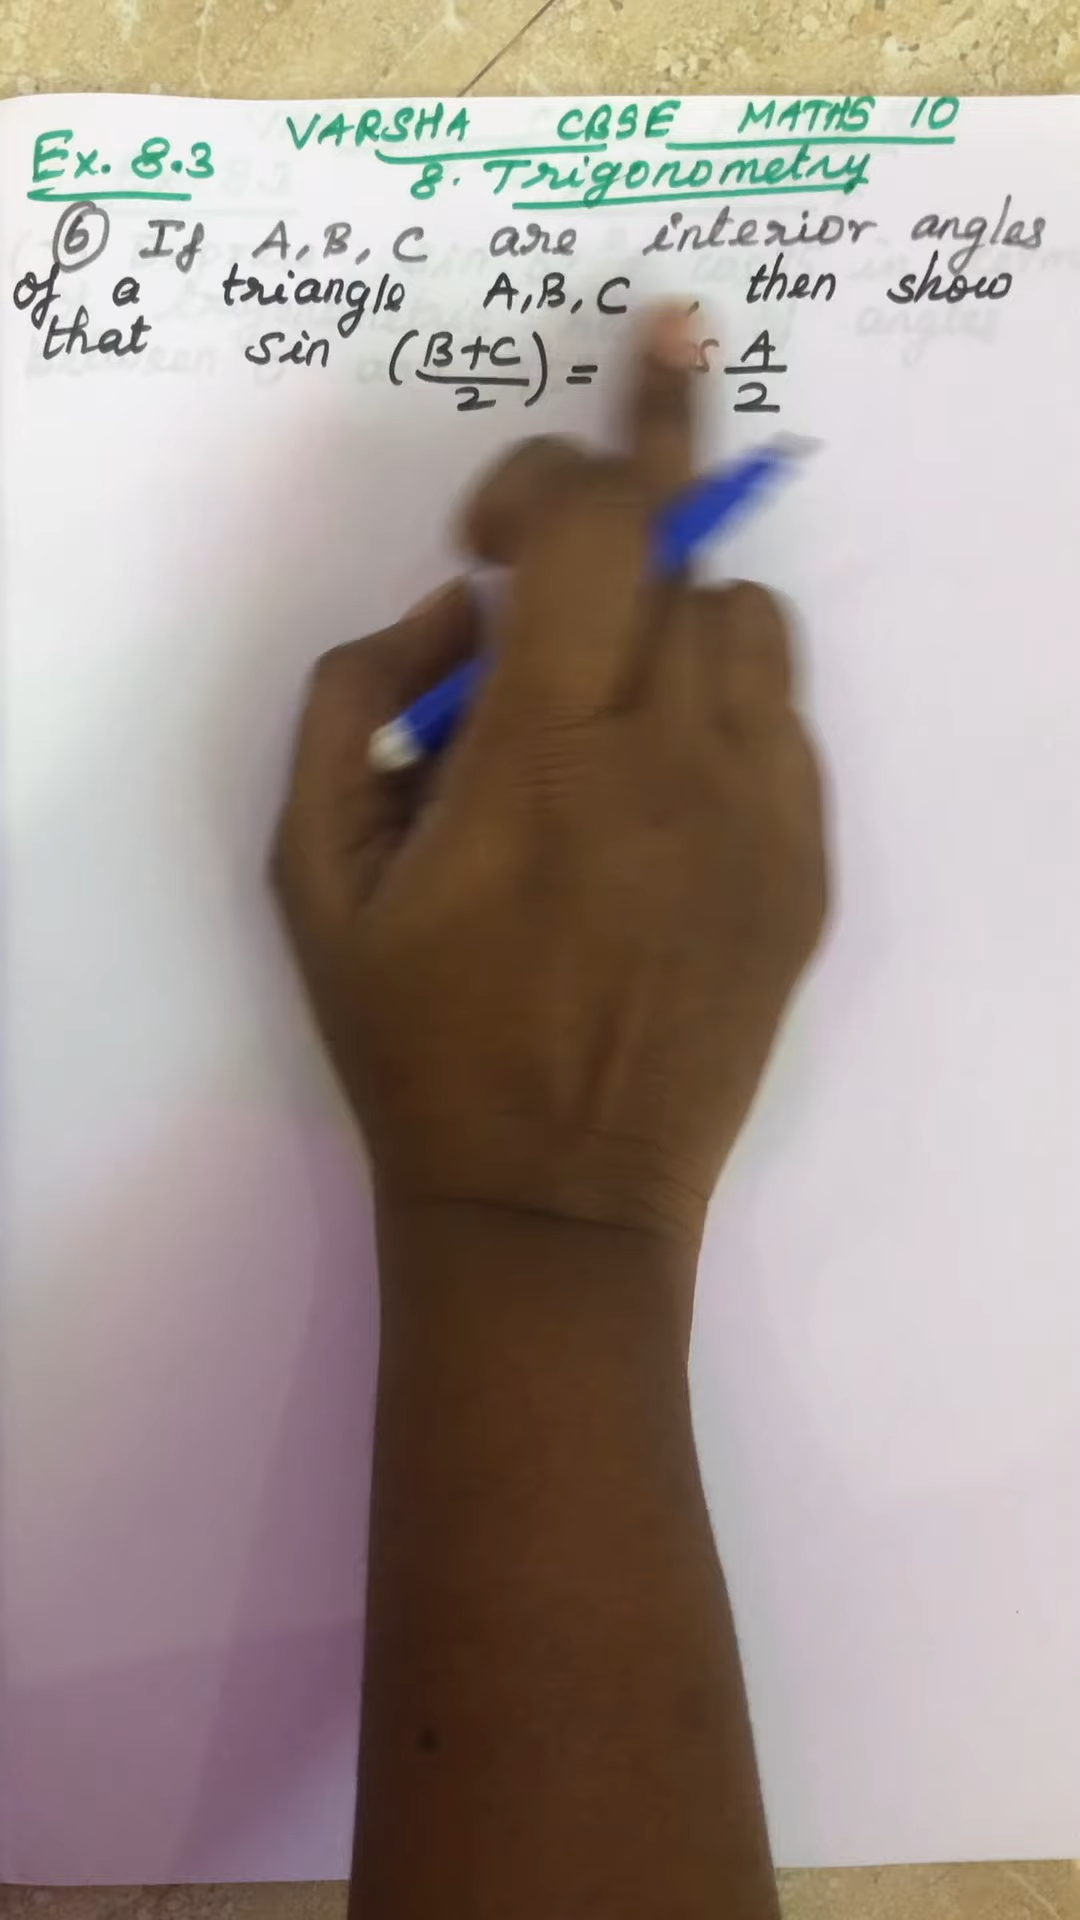 VARSHA CBSE MATHS 10
Ex. 8.3
8. Trigonometry
⑥ If A, B, C are interior angles
of a triangle A, B, C, then show
that sin (B+C/2) = A/2